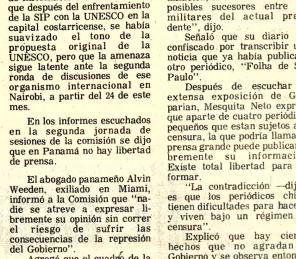 que después del enfrentamiento
de la SIP con la UNESCO en la
capital costarricense, se había
suavizado el tono de la
propuesta original de la
UNESCO, pero que la amenaza
sigue latente ante la segunda
ronda de discusiones de ese
organismo internacional en
Nairobi, a partir del 24 de este
mes.
En los informes escuchados
en la segunda jornada de
sesiones de la comisión se dijo
que en Panamá no hay libertad
de prensa.
El abogado panameño Alvin
Weeden, exiliado en Miami,
informó a la Comisión que "na-
die se atreve a expresar li-
bremente su opinión sin correr
el riesgo de sufrir las
consecuencias de la represión
del Gobierno".
Agregó que el cuadro de la
posibles sucesores entre
militares del actual pre
dente", dijo.
Señaló que su diario
confiscado por transcribir u
noticia que ya había publica
otro periódico, "Folha de S
Paulo".
Después de escuchar
extensa exposición de G
parian, Mesquita Neto expr
que aparte de cuatro periódi
pequeños que están sujetos a
censura, la que podría llama
prensa grande puede publica
bremente su informaci
Existe total libertad para
formar.
"La contradicción —dij
es que los periódicos chi
tienen dificultades para hace
y viven bajo un régimen
censura".
Explicó que hay cier
hechos que no agradan
Gobierno y se observa enton